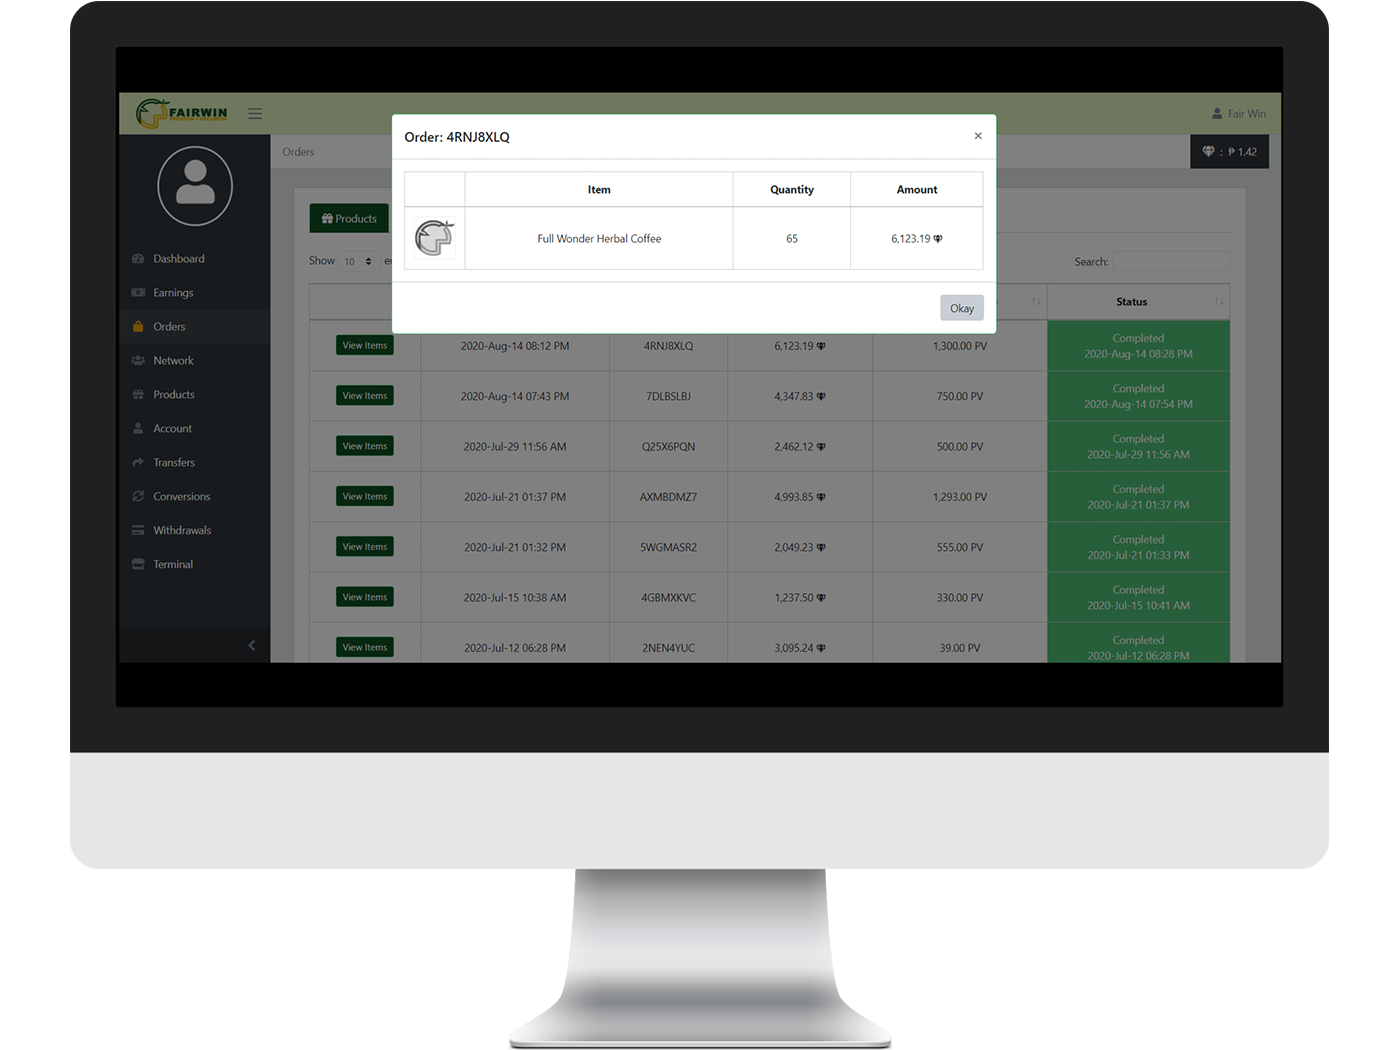 FAIRWIN
Fair Win
Order: 4RNJ8XLQ
×
Orders
: ₱ 1.42
Item Quantity Amount
Full Wonder Herbal Coffee 65 6,123.19
Okay
Products
Show 10
Search:
Status
Dashboard
Earnings
Orders
Network
Products
Account
Transfers
Conversions
Withdrawals
Terminal
View Items 2020-Aug-14 08:12 PM 4RNJ8XLQ 6,123.19 1,300.00 PV Completed
2020-Aug-14 08:28 PM
View Items 2020-Aug-14 07:43 PM 7DLBSLBJ 4,347.83 750.00 PV Completed
2020-Aug-14 07:54 PM
View Items 2020-Jul-29 11:56 AM Q25X6PQN 2,462.12 500.00 PV Completed
2020-Jul-29 11:56 AM
View Items 2020-Jul-21 01:37 PM AXMBDMZ7 4,993.85 1,293.00 PV Completed
2020-Jul-21 01:37 PM
View Items 2020-Jul-21 01:32 PM 5WGMASR2 2,049.23 555.00 PV Completed
2020-Jul-21 01:33 PM
View Items 2020-Jul-15 10:38 AM 4GBMXKVC 1,237.50 330.00 PV Completed
2020-Jul-15 10:41 AM
View Items 2020-Jul-12 06:28 PM 2NEN4YUC 3,095.24 39.00 PV Completed
2020-Jul-12 06:28 PM